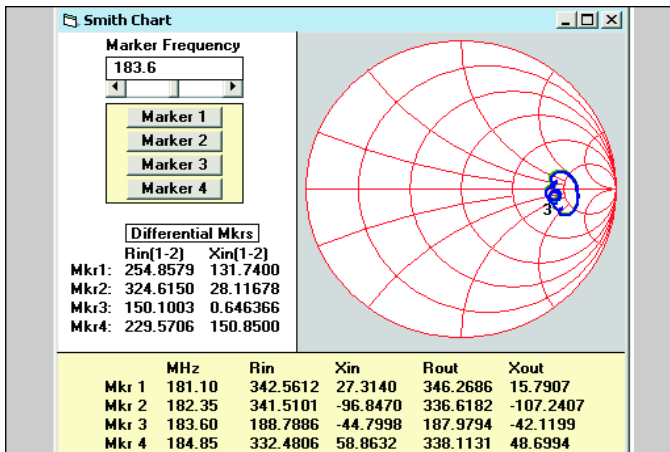 Smith Chart
Marker Frequency
183.6
Marker 1
Marker 2
Marker 3
Marker 4
Differential Mkrs
Rin(1-2) Xin(1-2)
Mkr1: 254.8579 131.7400
Mkr2: 324.6150 28.11678
Mkr3: 150.1003 0.646366
Mkr4: 229.5706 150.8500
3
MHz Rin Xin Rout Xout
Mkr 1 181.10 342.5612 27.3140 346.2686 15.7907
Mkr 2 182.35 341.5101 -96.8470 336.6182 -107.2407
Mkr 3 183.60 188.7886 -44.7998 187.9794 -42.1199
Mkr 4 184.85 332.4806 58.8632 338.1131 48.6994